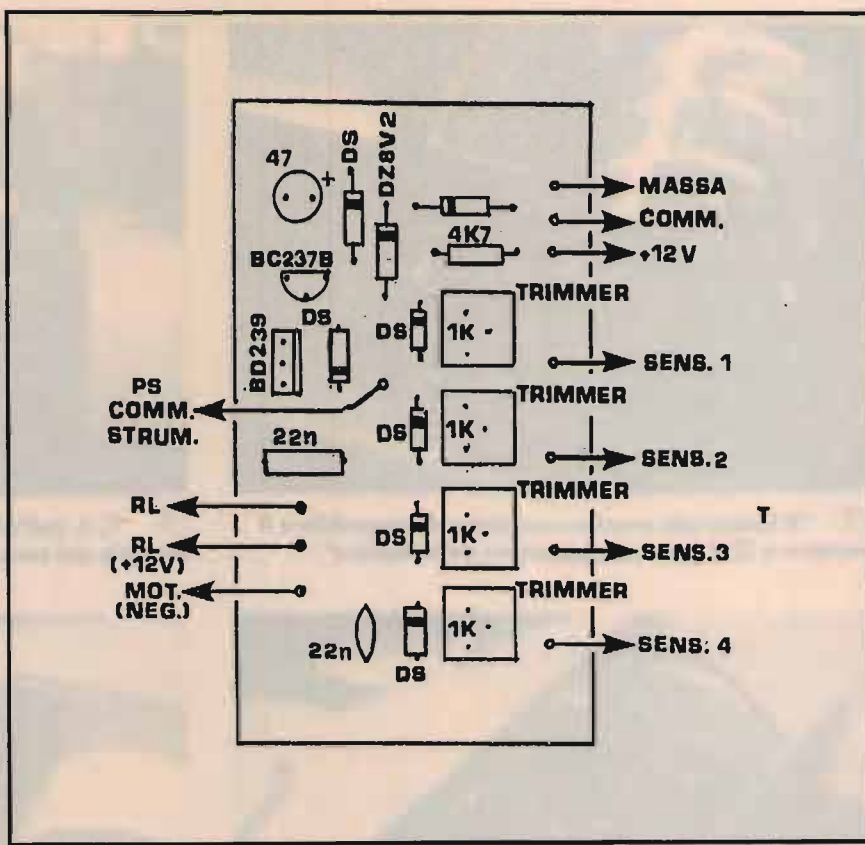 47
+
DS
DZ8V2
BC237B
4K7
MASSA
COMM.
+12V
BD239
DS
DS
1K
TRIMMER
SENS. 1
PS
COMM.
STRUM.
22n
DS
1K
TRIMMER
SENS.2
RL
RL
(+12V)
MOT.
(NEG.)
DS
1K
TRIMMER
SENS.3
T
22n
DS
1K
TRIMMER
SENS. 4